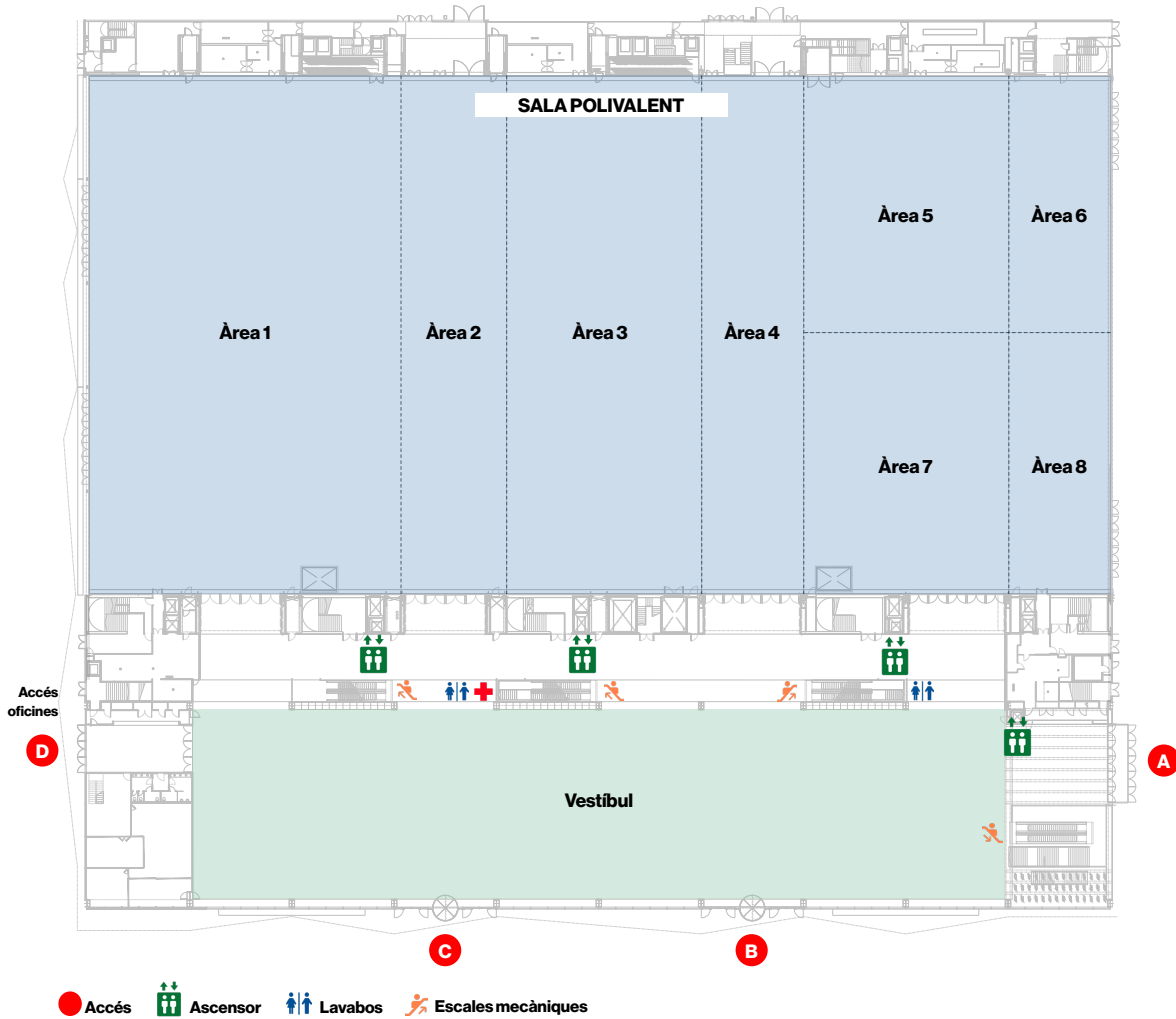 SALA POLIVALENT
Àrea 5
Àrea 6
Àrea 1
Àrea 2
Àrea 3
Àrea 4
Àrea 7
Àrea 8
Accés
oficines
D
A
Vestíbul
C
B
Accés
Ascensor
Lavabos
Escales mecàniques